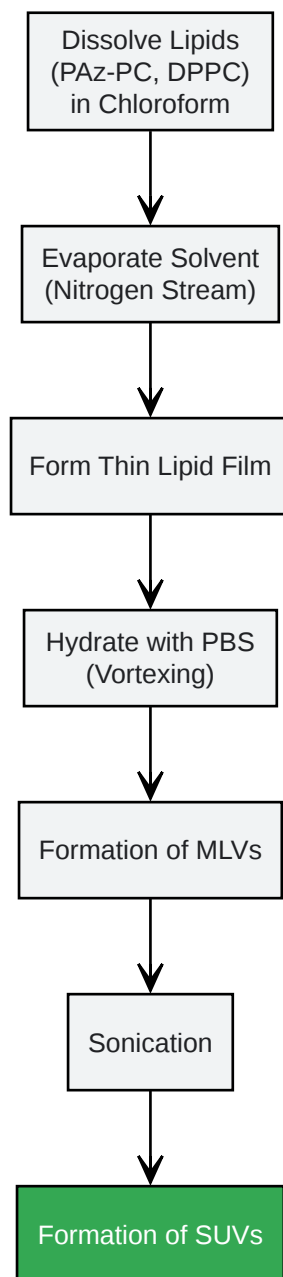 Dissolve Lipids
(PAz-PC, DPPC)
in Chloroform
Evaporate Solvent
(Nitrogen Stream)
Form Thin Lipid Film
Hydrate with PBS
(Vortexing)
Formation of MLVs
Sonication
Formation of SUVs